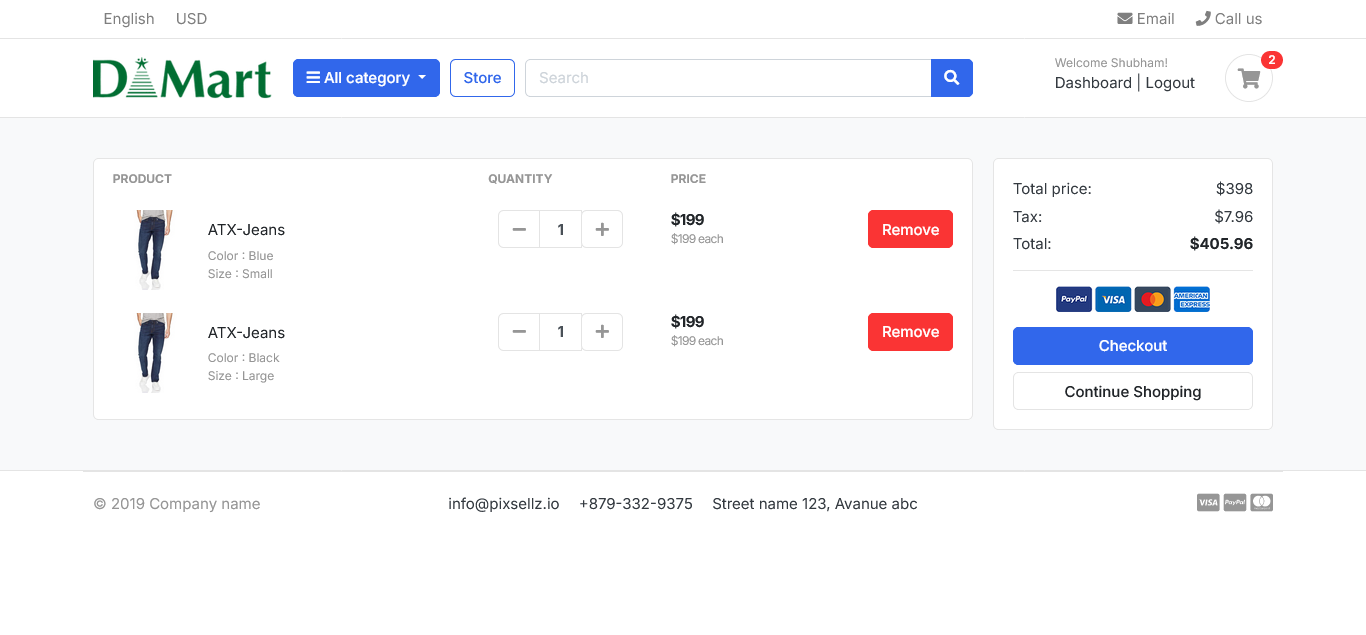 English USD Email Call us
D Mart All category Store Search Welcome Shubham! 2
Dashboard | Logout
PRODUCT QUANTITY PRICE
ATX-Jeans 1 $199 Remove
$199 each
Color : Blue
Size : Small
ATX-Jeans 1 $199 Remove
$199 each
Color : Black
Size : Large
Total price: $398
Tax: $7.96
Total: $405.96
PayPal VISA AMERICAN EXPRESS
Checkout
Continue Shopping
© 2019 Company name info@pixsellz.io +879-332-9375 Street name 123, Avanue abc VISA PayPal